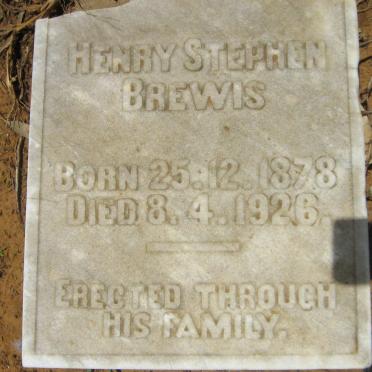 HENRY STEPHEN
BREWIS
BORN 25.12.1878
DIED 8.4.1926.
ERECTED THROUGH
HIS FAMILY.